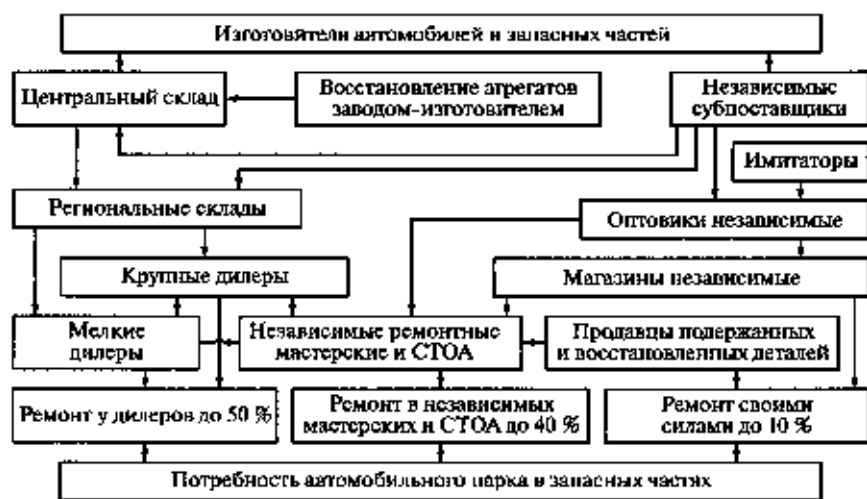 Изготовители автомобилей и запасных частей
Центральный склад
Восстановление агрегатов
заводом-изготовителем
Независимые
субпоставщики
Имитаторы
Региональные склады
Оптовики независимые
Крупные дилеры
Магазины независимые
Мелкие
дилеры
Независимые ремонтные
мастерские и СТОА
Продавцы подержанных
и восстановленных деталей
Ремонт у дилеров до 50 %
Ремонт в независимых
мастерских и СТОА до 40 %
Ремонт своими
силами до 10 %
Потребность автомобильного парка в запасных частях